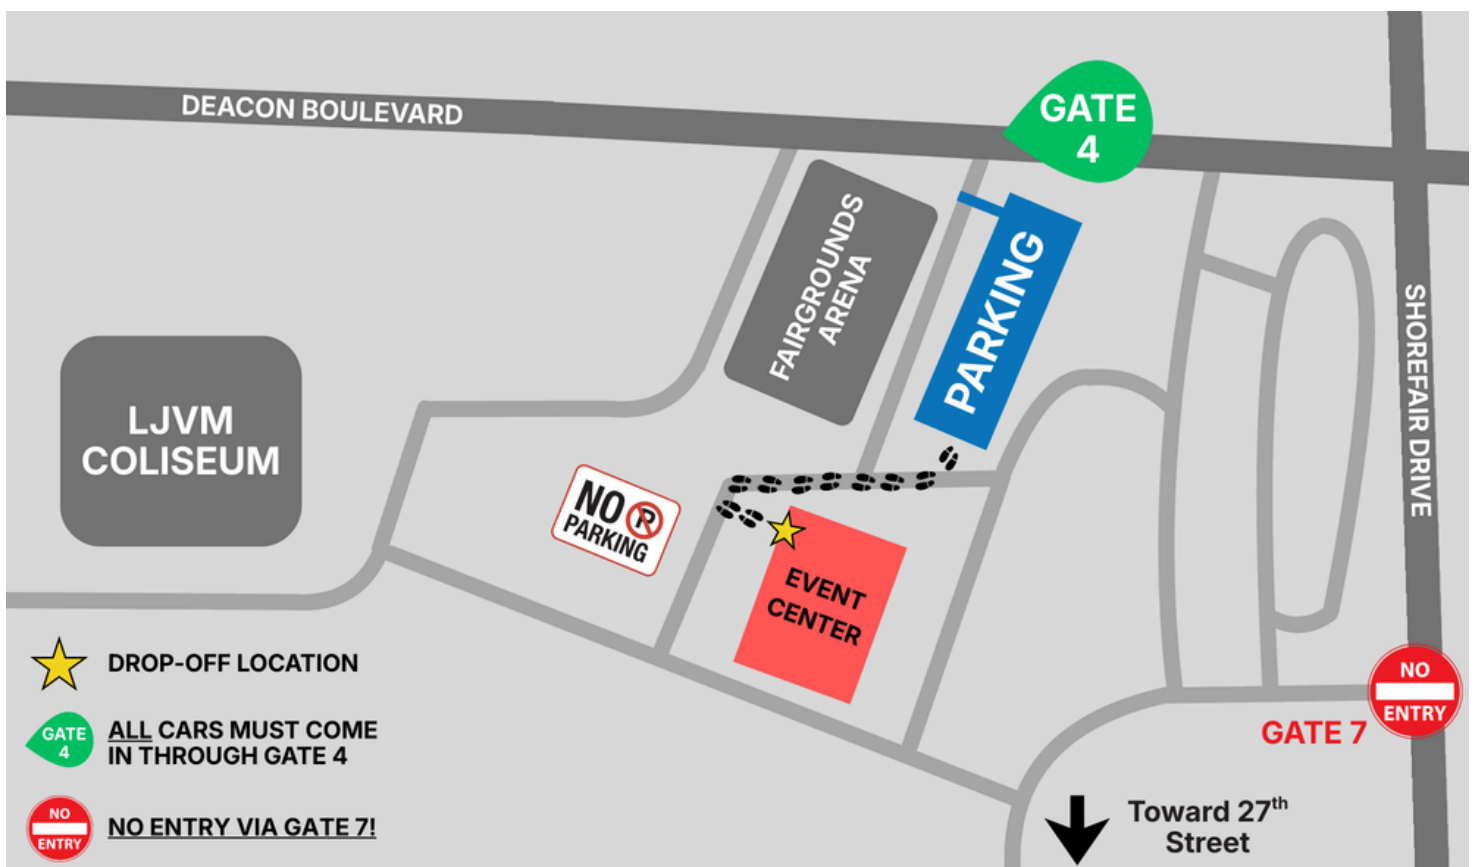 DEACON BOULEVARD
GATE
4
FAIRGROUNDS
ARENA
PARKING
SHOREFAIR DRIVE
LJVM
COLISEUM
NO P
PARKING
EVENT
CENTER
DROP-OFF LOCATION
GATE
4
ALL CARS MUST COME
IN THROUGH GATE 4
NO
ENTRY
NO ENTRY VIA GATE 7!
NO
ENTRY
GATE 7
Toward 27th
Street